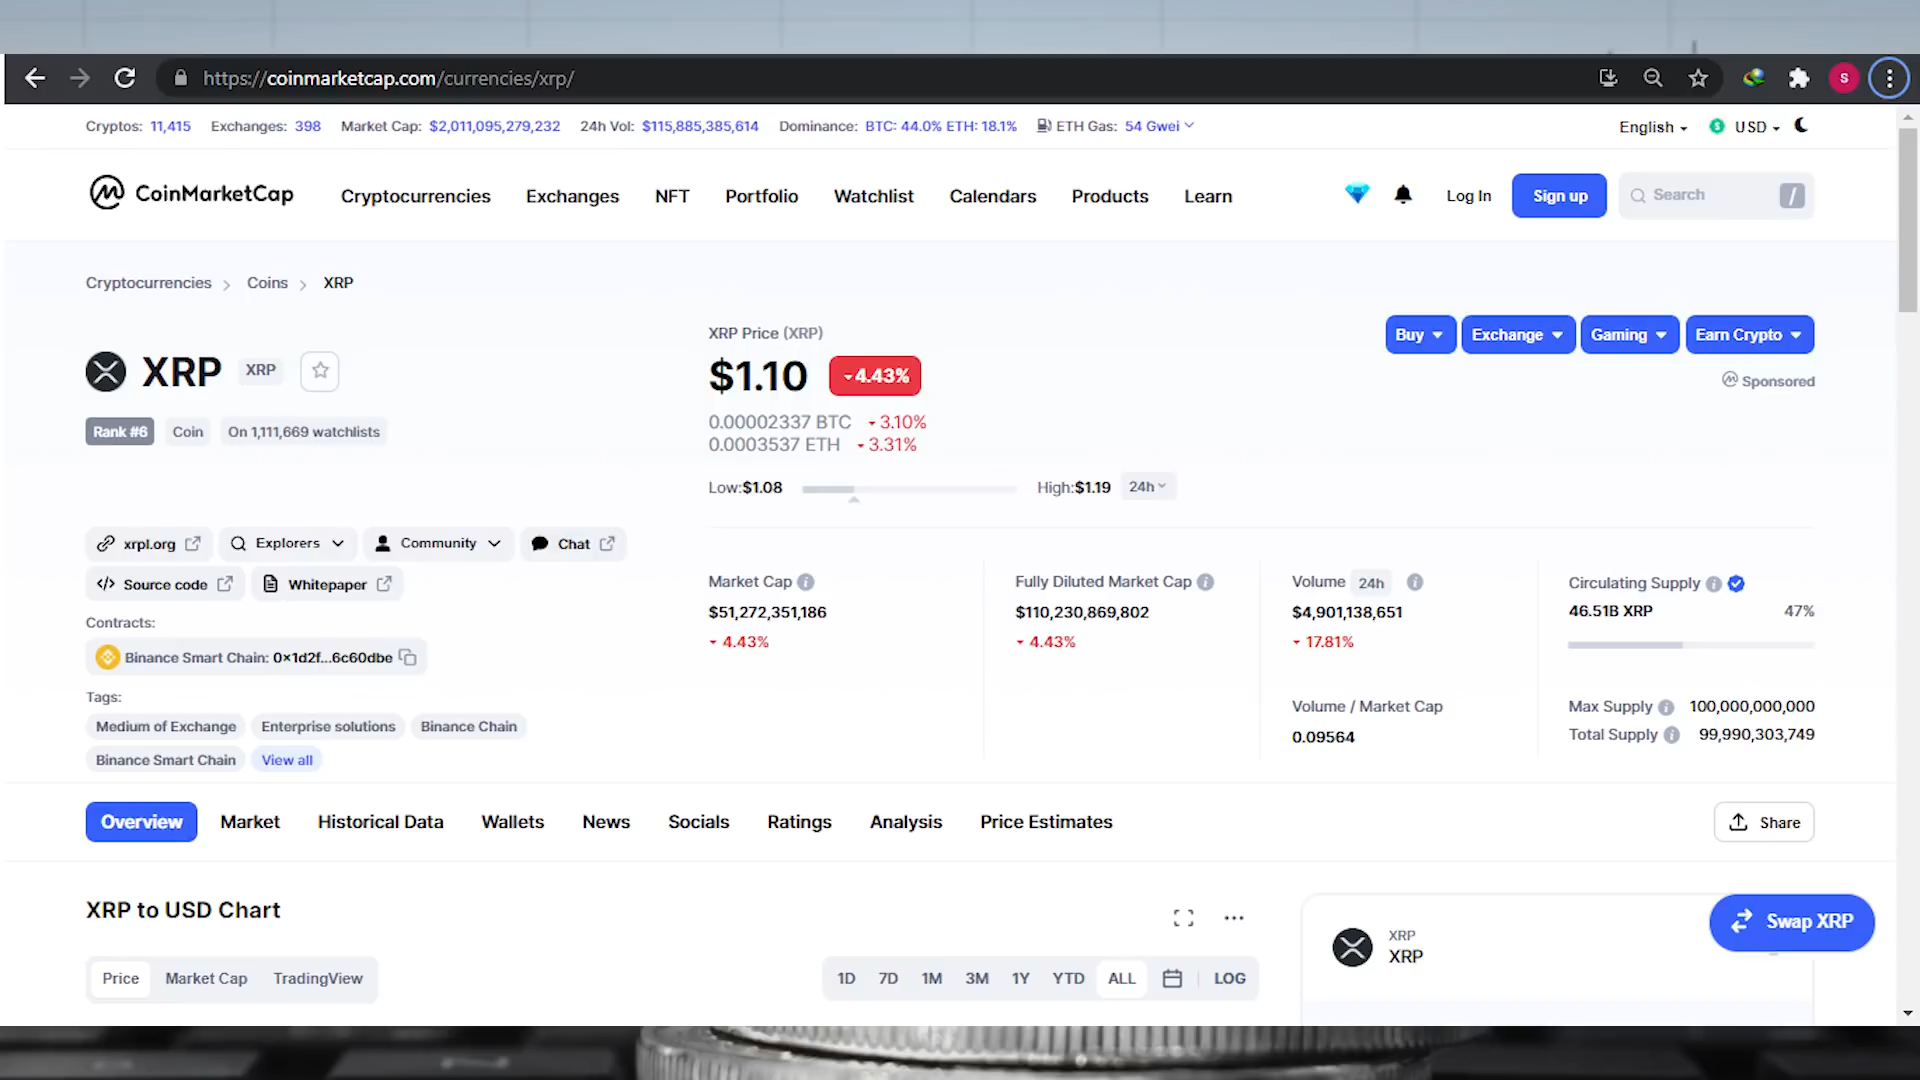 https://coinmarketcap.com/currencies/xrp/
S
Cryptos: 11,415 Exchanges: 398 Market Cap: $2,011,095,279,232 24h Vol: $115,885,385,614 Dominance: BTC: 44.0% ETH: 18.1% ETH Gas: 54 Gwei
English USD
CoinMarketCap Cryptocurrencies Exchanges NFT Portfolio Watchlist Calendars Products Learn
Log In Sign up Search /
Cryptocurrencies > Coins > XRP
XRP XRP
Rank #6 Coin On 1,111,669 watchlists
XRP Price (XRP)
$1.10 4.43%
0.00002337 BTC 3.10%
0.0003537 ETH 3.31%
Low:$1.08 High:$1.19 24h
Buy Exchange Gaming Earn Crypto
Sponsored
xrpl.org Explorers Community Chat
Source code Whitepaper
Contracts:
Binance Smart Chain: 0x1d2f...6c60dbe
Tags:
Medium of Exchange Enterprise solutions Binance Chain
Binance Smart Chain View all
Market Cap
$51,272,351,186
4.43%
Fully Diluted Market Cap
$110,230,869,802
4.43%
Volume 24h
$4,901,138,651
17.81%
Volume / Market Cap
0.09564
Circulating Supply
46.51B XRP 47%
Max Supply 100,000,000,000
Total Supply 99,990,303,749
Overview Market Historical Data Wallets News Socials Ratings Analysis Price Estimates
Share
XRP to USD Chart
Price Market Cap TradingView
1D 7D 1M 3M 1Y YTD ALL LOG
XRP
XRP
Swap XRP